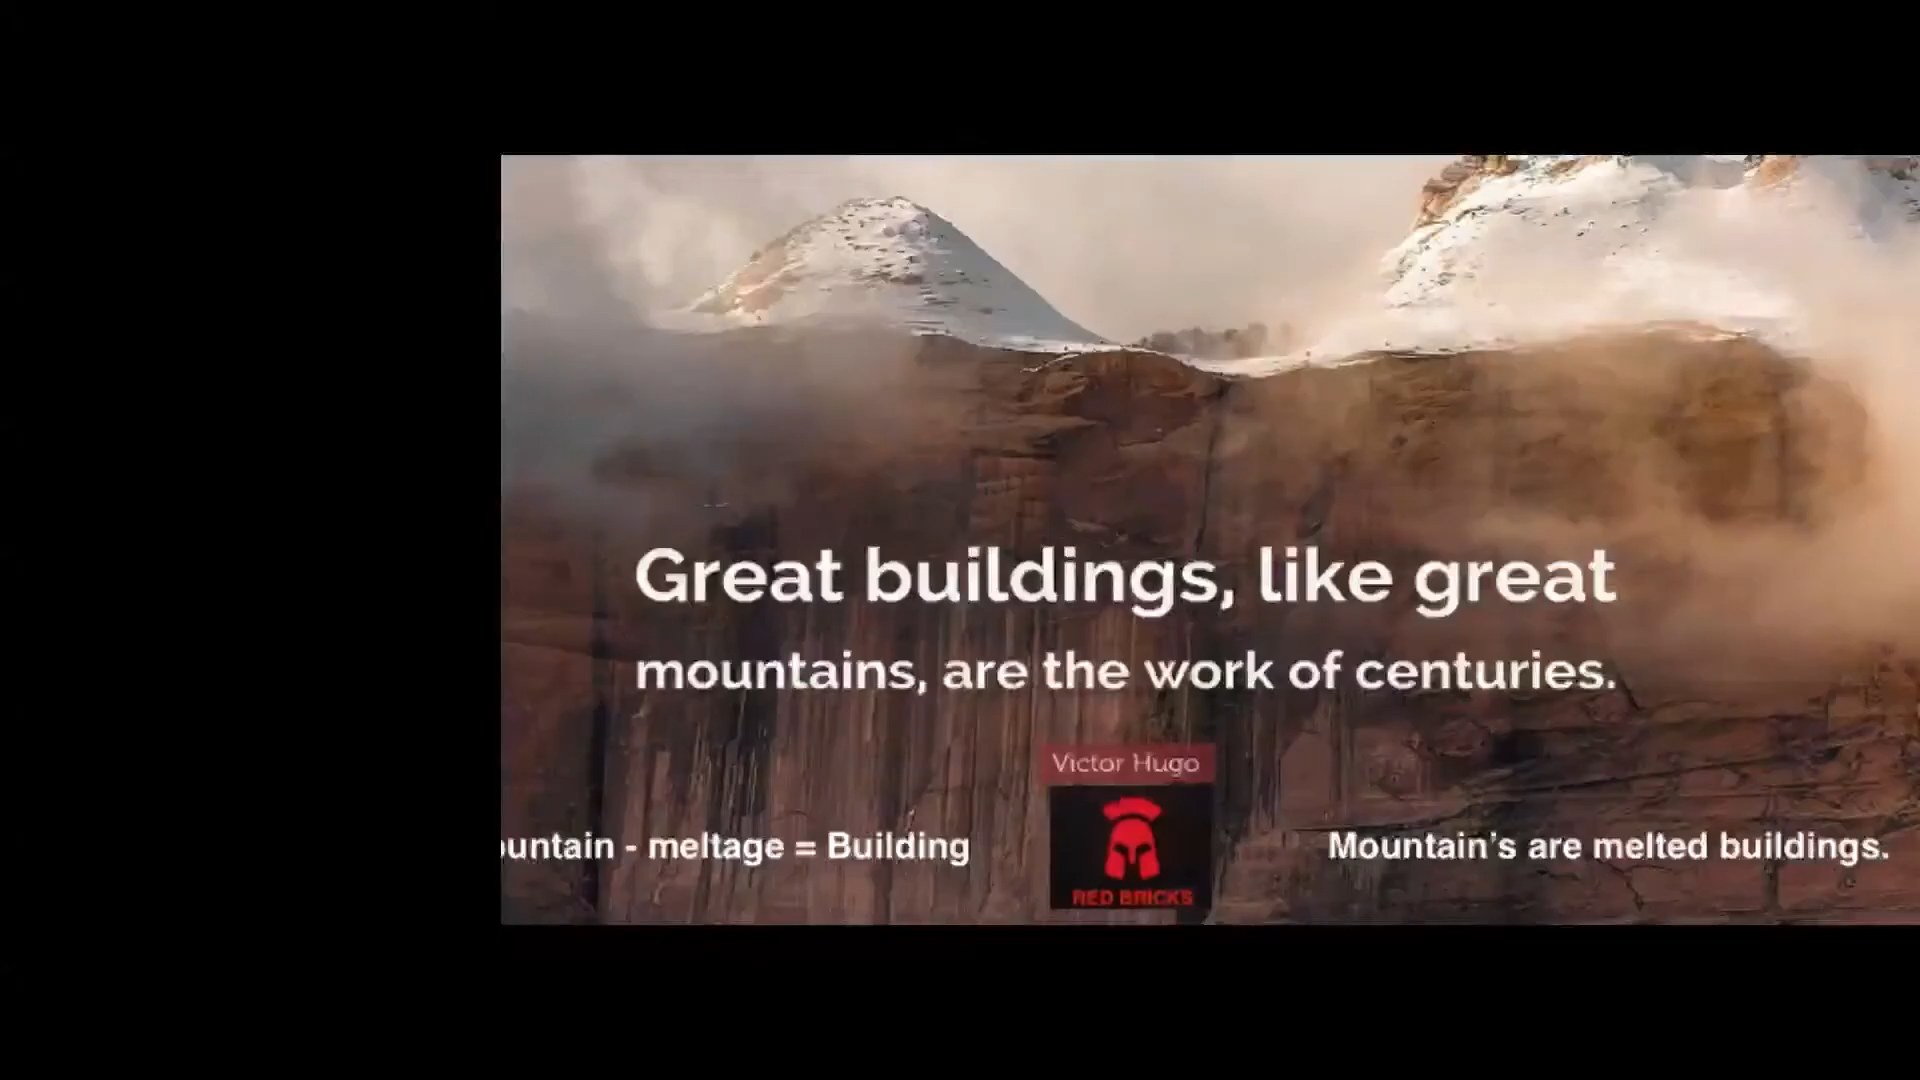 Great buildings, like great
mountains, are the work of centuries.
Victor Hugo
RED BRICKS
untain - meltage = Building
Mountain's are melted buildings.